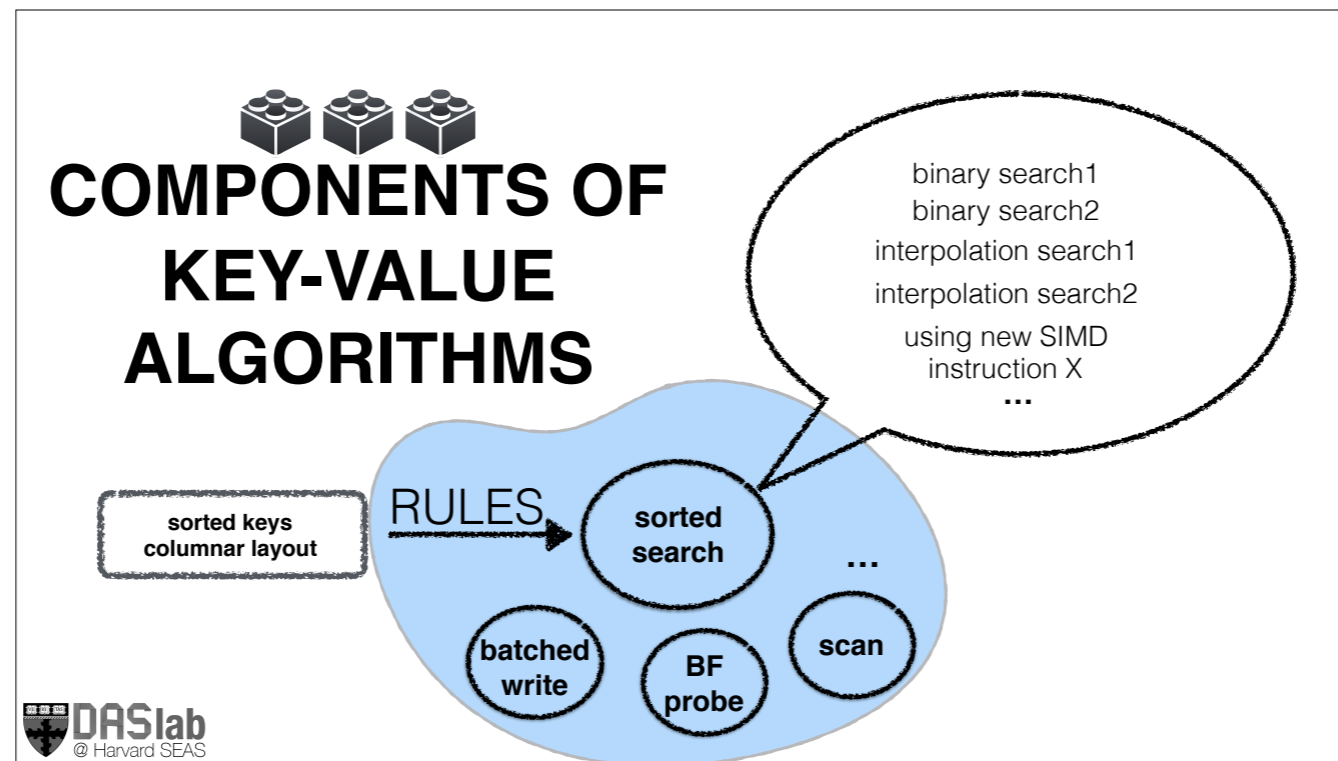 COMPONENTS OF
KEY-VALUE
ALGORITHMS
binary search1
binary search2
interpolation search1
interpolation search2
using new SIMD
instruction X
...
sorted keys
columnar layout
RULES
sorted
search
...
batched
write
BF
probe
scan
DASlab
@ Harvard SEAS